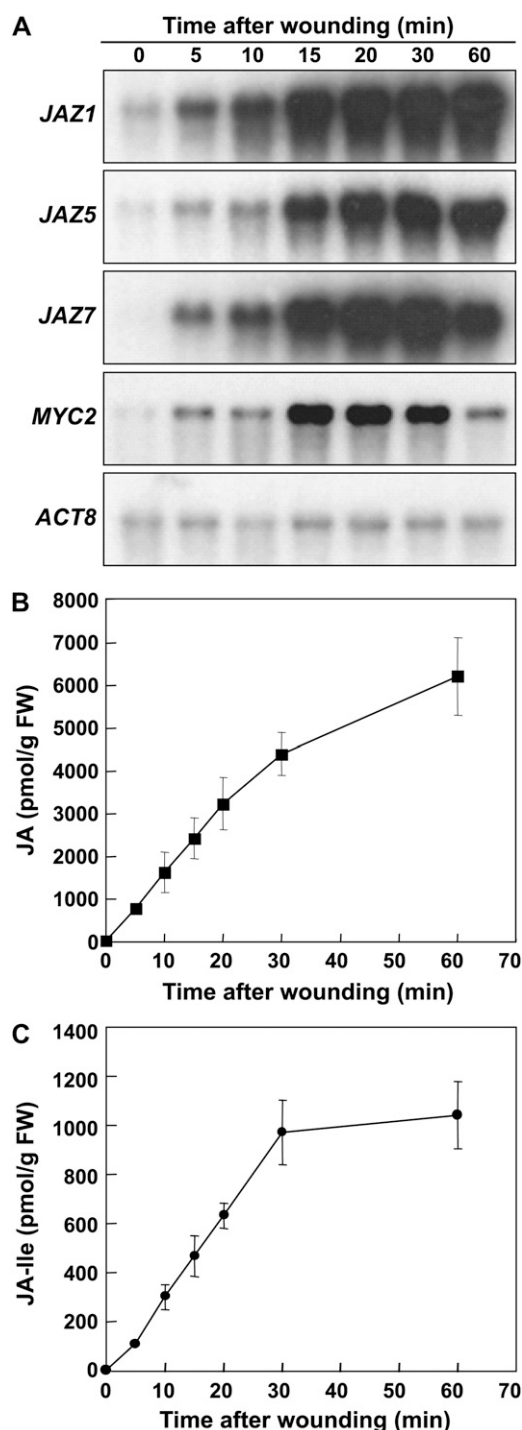 A
Time after wounding (min)
0 5 10 15 20 30 60
JAZ1
JAZ5
JAZ7
MYC2
ACT8
B
8000
7000
6000
5000
4000
3000
2000
1000
0
JA (pmol/g FW)
0 10 20 30 40 50 60 70
Time after wounding (min)
C
1400
1200
1000
800
600
400
200
0
JA-Ile (pmol/g FW)
0 10 20 30 40 50 60 70
Time after wounding (min)